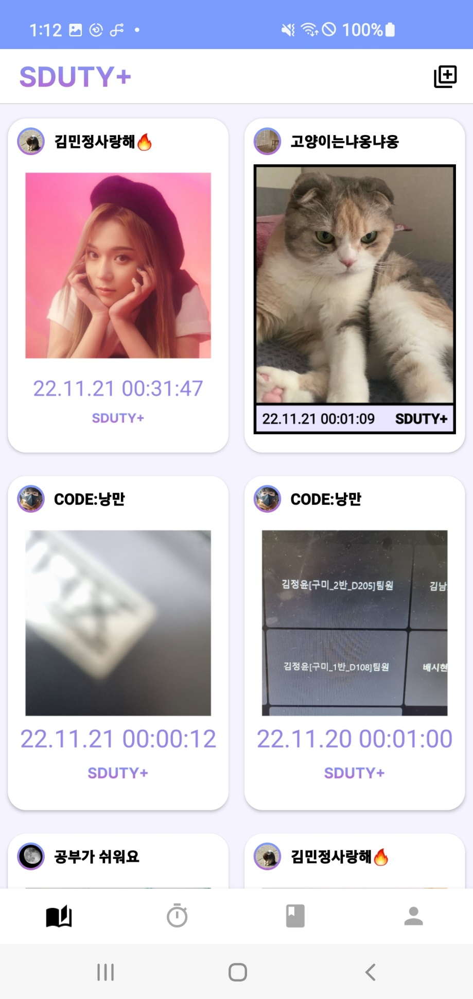 1:12 100%
SDUTY+
김민정사랑해🔥
22.11.21 00:31:47
SDUTY+
고양이는냐옹냐옹
22.11.21 00:01:09 SDUTY+
CODE:낭만
22.11.21 00:00:12
SDUTY+
CODE:낭만
김정윤[구미_2반_D205]팀원 김남
김정윤[구미_1반_D108]팀원 배시현
22.11.20 00:01:00
SDUTY+
공부가 쉬워요
김민정사랑해🔥